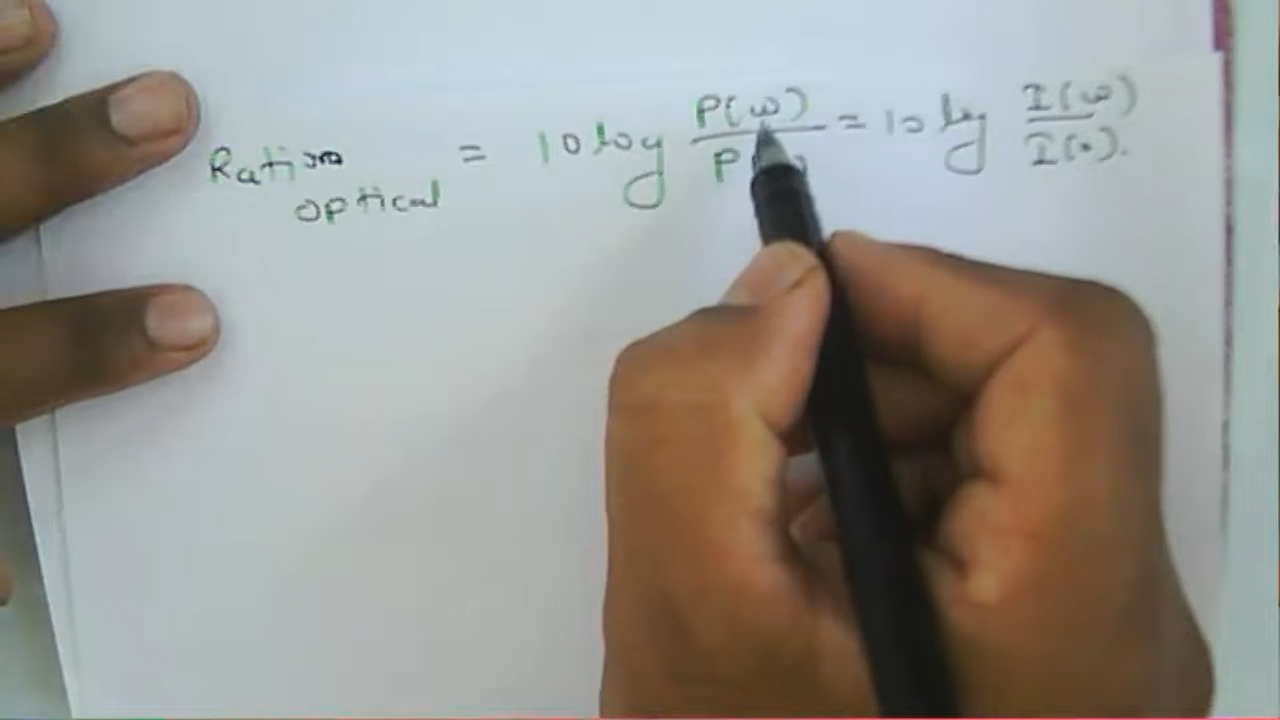 Ratio = 10 log P(ω) / P = 10 log I(ω) / I(0).
optical